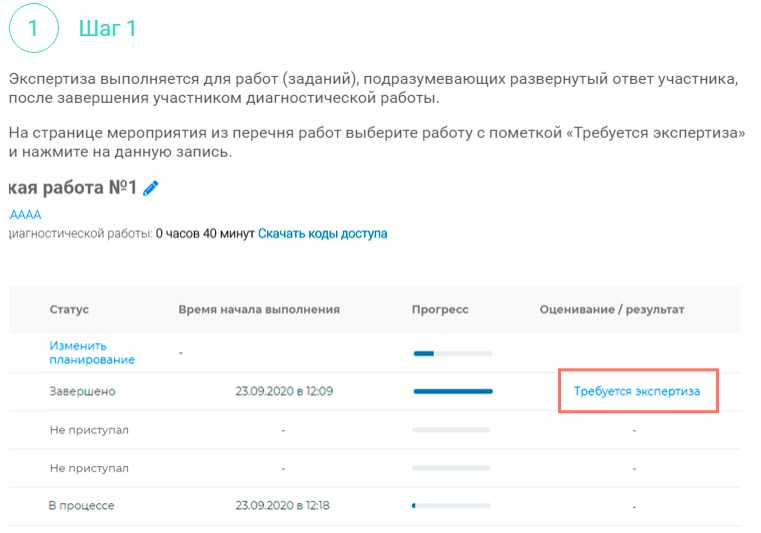 1 Шаг 1
Экспертиза выполняется для работ (заданий), подразумевающих развернутый ответ участника,
после завершения участником диагностической работы.
На странице мероприятия из перечня работ выберите работу с пометкой «Требуется экспертиза»
и нажмите на данную запись.
кая работа №1
АААА
диагностической работы: 0 часов 40 минут Скачать коды доступа
Статус Время начала выполнения Прогресс Оценивание / результат
Изменить
планирование -
Завершено 23.09.2020 в 12:09 Требуется экспертиза
Не приступал - -
Не приступал - -
В процессе 23.09.2020 в 12:18 -